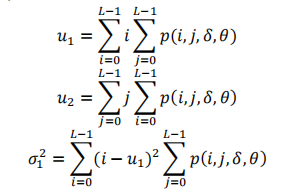 $u_1 = \sum_{i=0}^{L-1} i \sum_{j=0}^{L-1} p(i,j,\delta,\theta)$
$u_2 = \sum_{j=0}^{L-1} j \sum_{i=0}^{L-1} p(i,j,\delta,\theta)$
$\sigma_1^2 = \sum_{i=0}^{L-1} (i-u_1)^2 \sum_{j=0}^{L-1} p(i,j,\delta,\theta)$